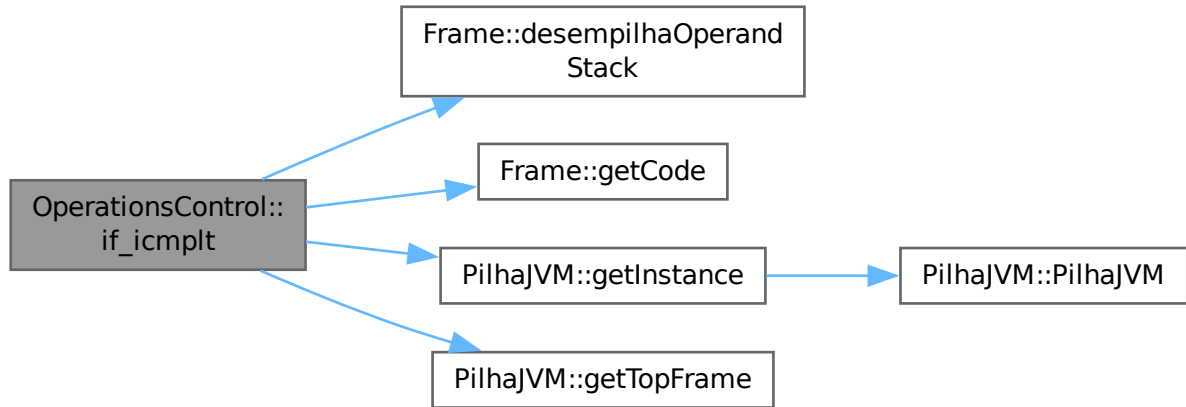 Frame::desempilhaOperand
Stack
Frame::getCode
OperationsControl::
if_icmplt
PilhaJVM::getInstance
PilhaJVM::PilhaJVM
PilhaJVM::getTopFrame